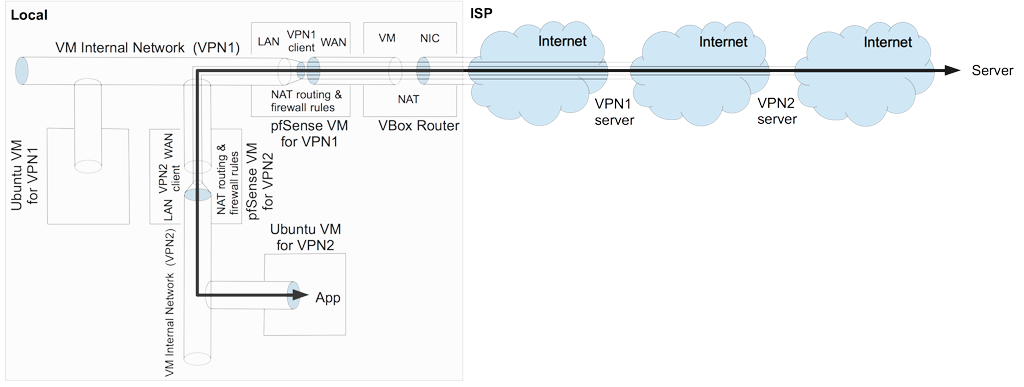 Local
ISP
VM Internal Network (VPN1)
LAN
VPN1
client
WAN
VM
NIC
Internet
Internet
Internet
Server
NAT routing &
firewall rules
NAT
pfSense VM
for VPN1
VBox Router
VPN1
server
VPN2
server
Ubuntu VM
for VPN1
LAN
VPN2
client
WAN
NAT routing &
firewall rules
pfSense VM
for VPN2
VM Internal Network (VPN2)
Ubuntu VM
for VPN2
App